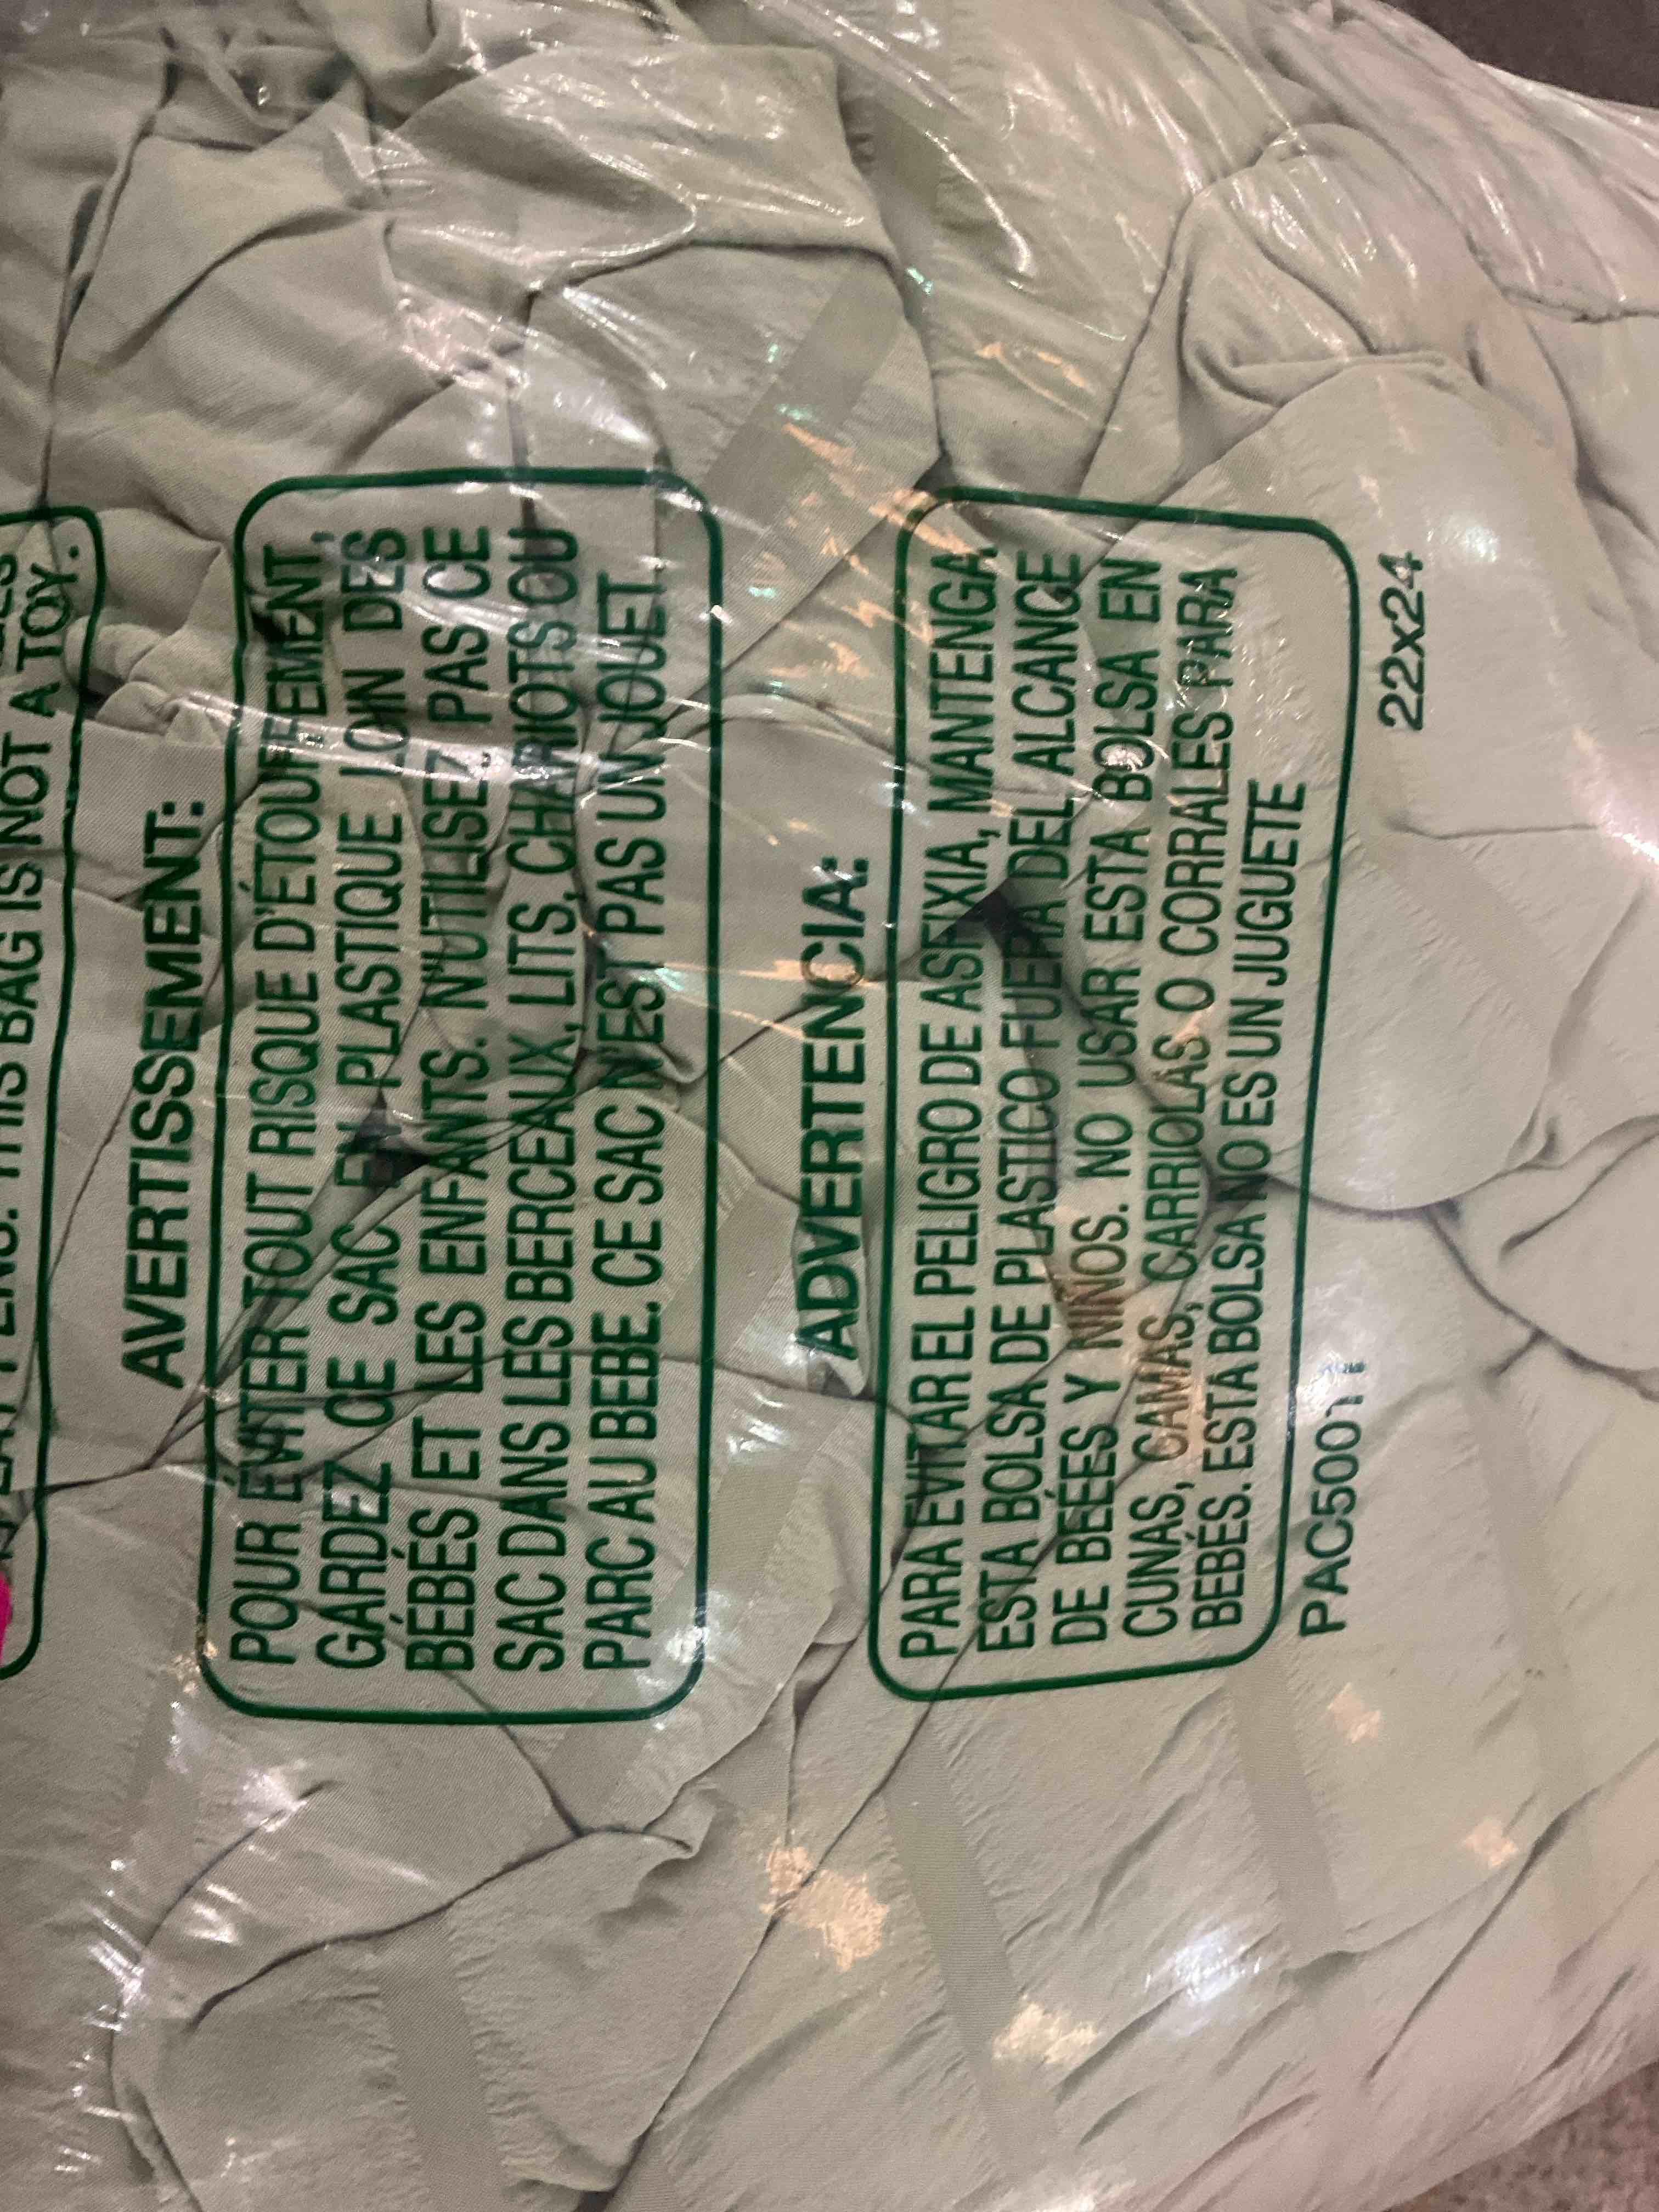 THIS BAG IS NOT A TOY.
AVERTISSEMENT:
POUR ÉVITER TOUT RISQUE D'ÉTOUFFEMENT,
GARDEZ CE SAC EN PLASTIQUE LOIN DES
BÉBÉS ET LES ENFANTS. N'UTILISEZ PAS CE
SAC DANS LES BERCEAUX, LITS, CHARIOTS OU
PARC AU BEBE. CE SAC N'EST PAS UN JOUET.
ADVERTENCIA:
PARA EVITAR EL PELIGRO DE ASFIXIA, MANTENGA
ESTA BOLSA DE PLASTICO FUERA DEL ALCANCE
DE BÉÉES Y NINOS. NO USAR ESTA BOLSA EN
CUNAS, CAMAS, CARRIOLAS O CORRALES PARA
BEBÉS. ESTA BOLSA NO ES UN JUGUETE
PAC50011 22x24